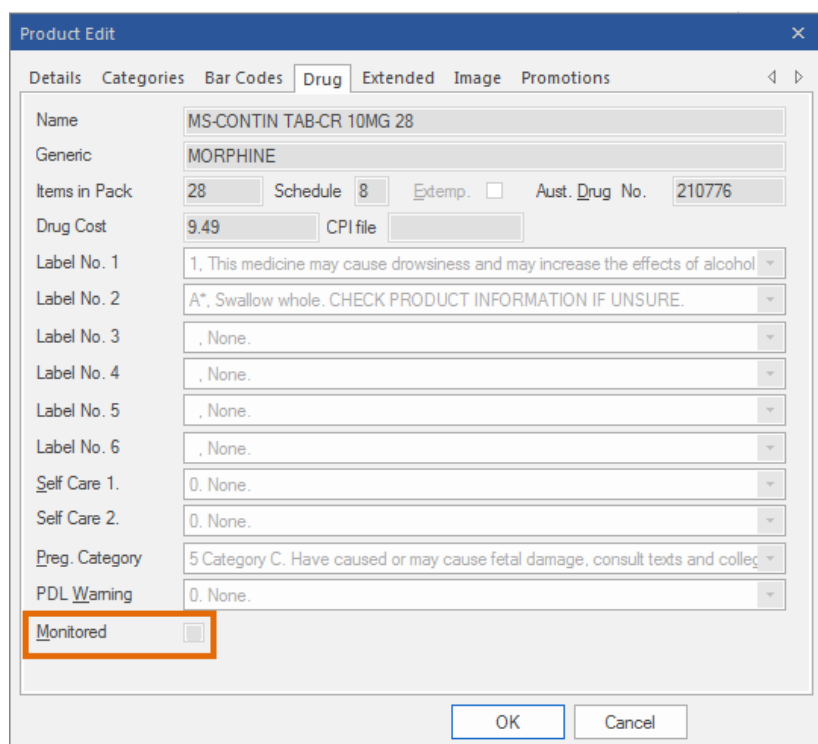 Product Edit
Details Categories Bar Codes Drug Extended Image Promotions
Name MS-CONTIN TAB-CR 10MG 28
Generic MORPHINE
Items in Pack 28 Schedule 8 Extemp. Aust. Drug No. 210776
Drug Cost 9.49 CPI file
Label No. 1 1, This medicine may cause drowsiness and may increase the effects of alcohol
Label No. 2 A*, Swallow whole. CHECK PRODUCT INFORMATION IF UNSURE.
Label No. 3 , None.
Label No. 4 , None.
Label No. 5 , None.
Label No. 6 , None.
Self Care 1. 0. None.
Self Care 2. 0. None.
Preg. Category 5 Category C. Have caused or may cause fetal damage, consult texts and colleg
PDL Warning 0. None.
Monitored
OK Cancel